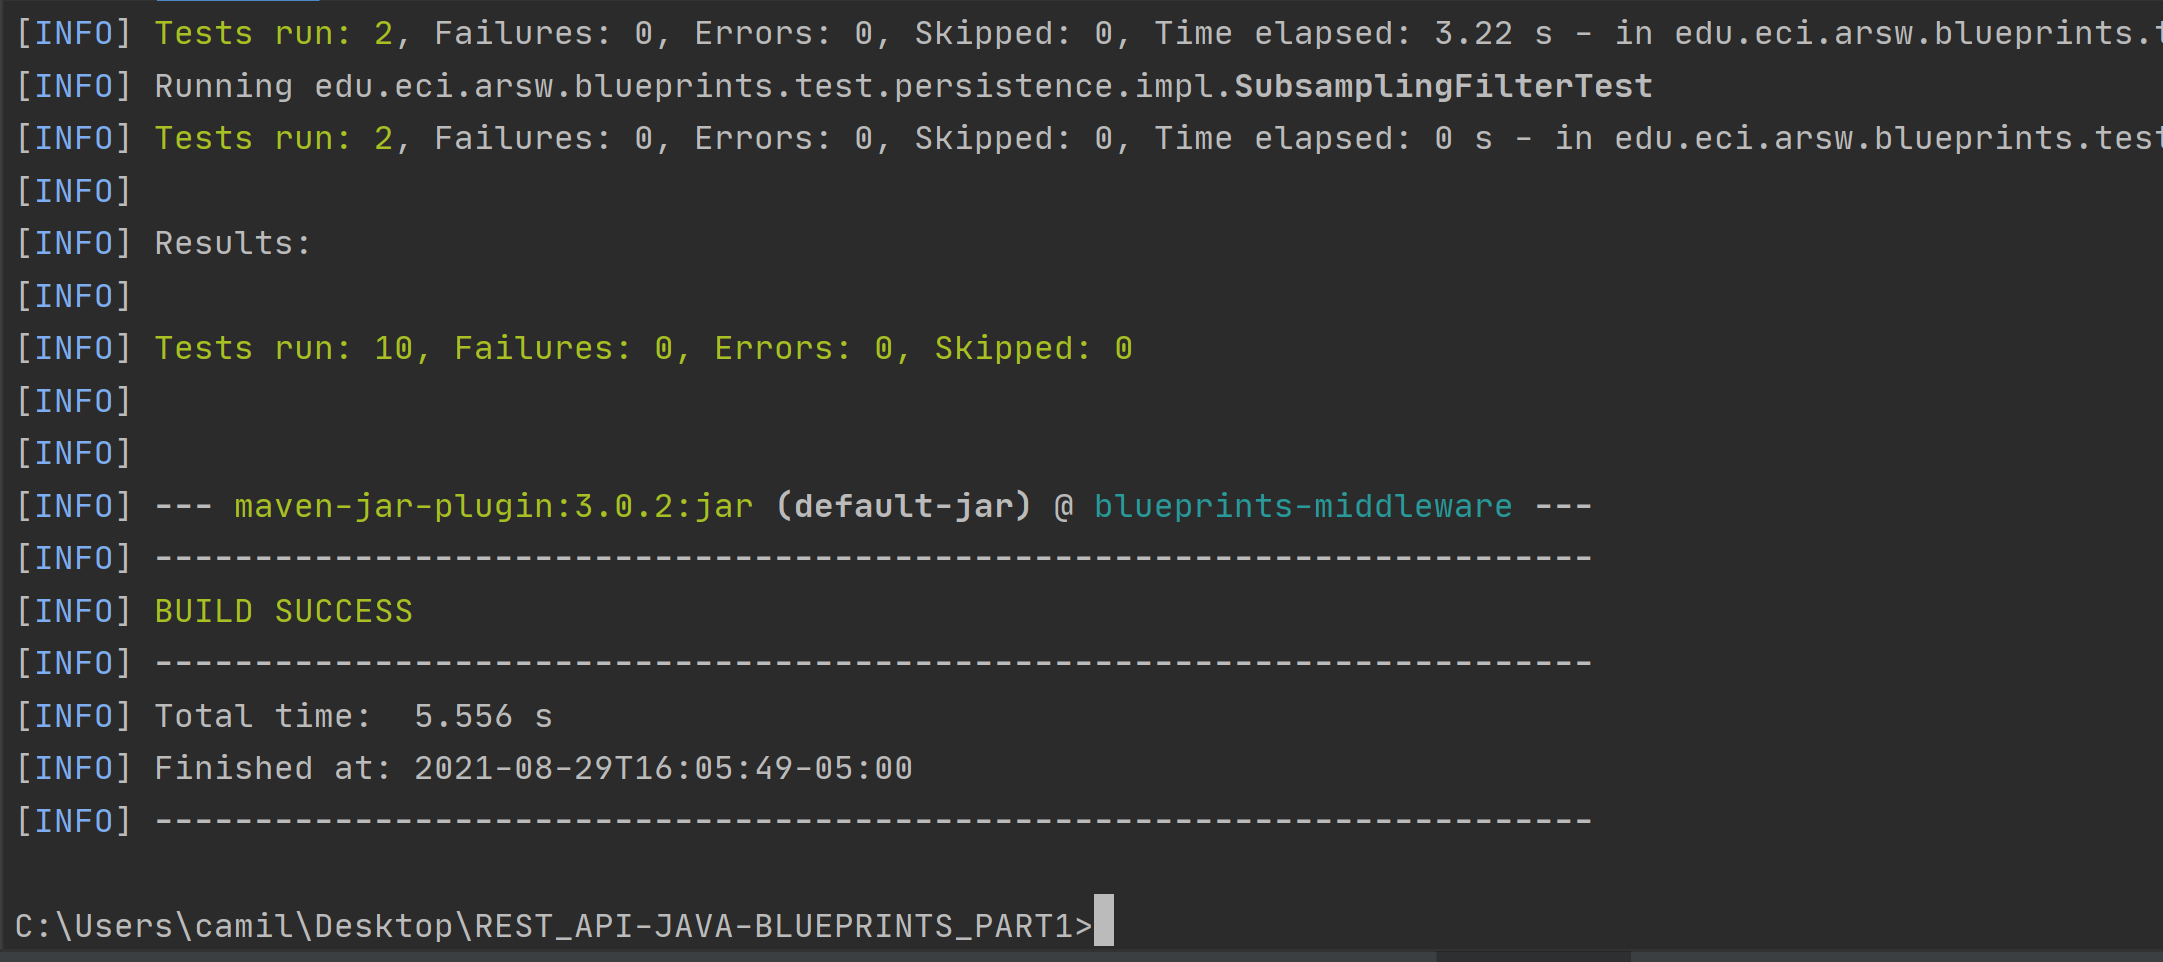 [INFO] Tests run: 2, Failures: 0, Errors: 0, Skipped: 0, Time elapsed: 3.22 s - in edu.eci.arsw.blueprints.
[INFO] Running edu.eci.arsw.blueprints.test.persistence.impl.SubsamplingFilterTest
[INFO] Tests run: 2, Failures: 0, Errors: 0, Skipped: 0, Time elapsed: 0 s - in edu.eci.arsw.blueprints.test
[INFO]
[INFO] Results:
[INFO]
[INFO] Tests run: 10, Failures: 0, Errors: 0, Skipped: 0
[INFO]
[INFO]
[INFO] --- maven-jar-plugin:3.0.2:jar (default-jar) @ blueprints-middleware ---
[INFO] ------------------------------------------------------------------------
[INFO] BUILD SUCCESS
[INFO] ------------------------------------------------------------------------
[INFO] Total time:  5.556 s
[INFO] Finished at: 2021-08-29T16:05:49-05:00
[INFO] ------------------------------------------------------------------------
C:\Users\camil\Desktop\REST_API-JAVA-BLUEPRINTS_PART1>